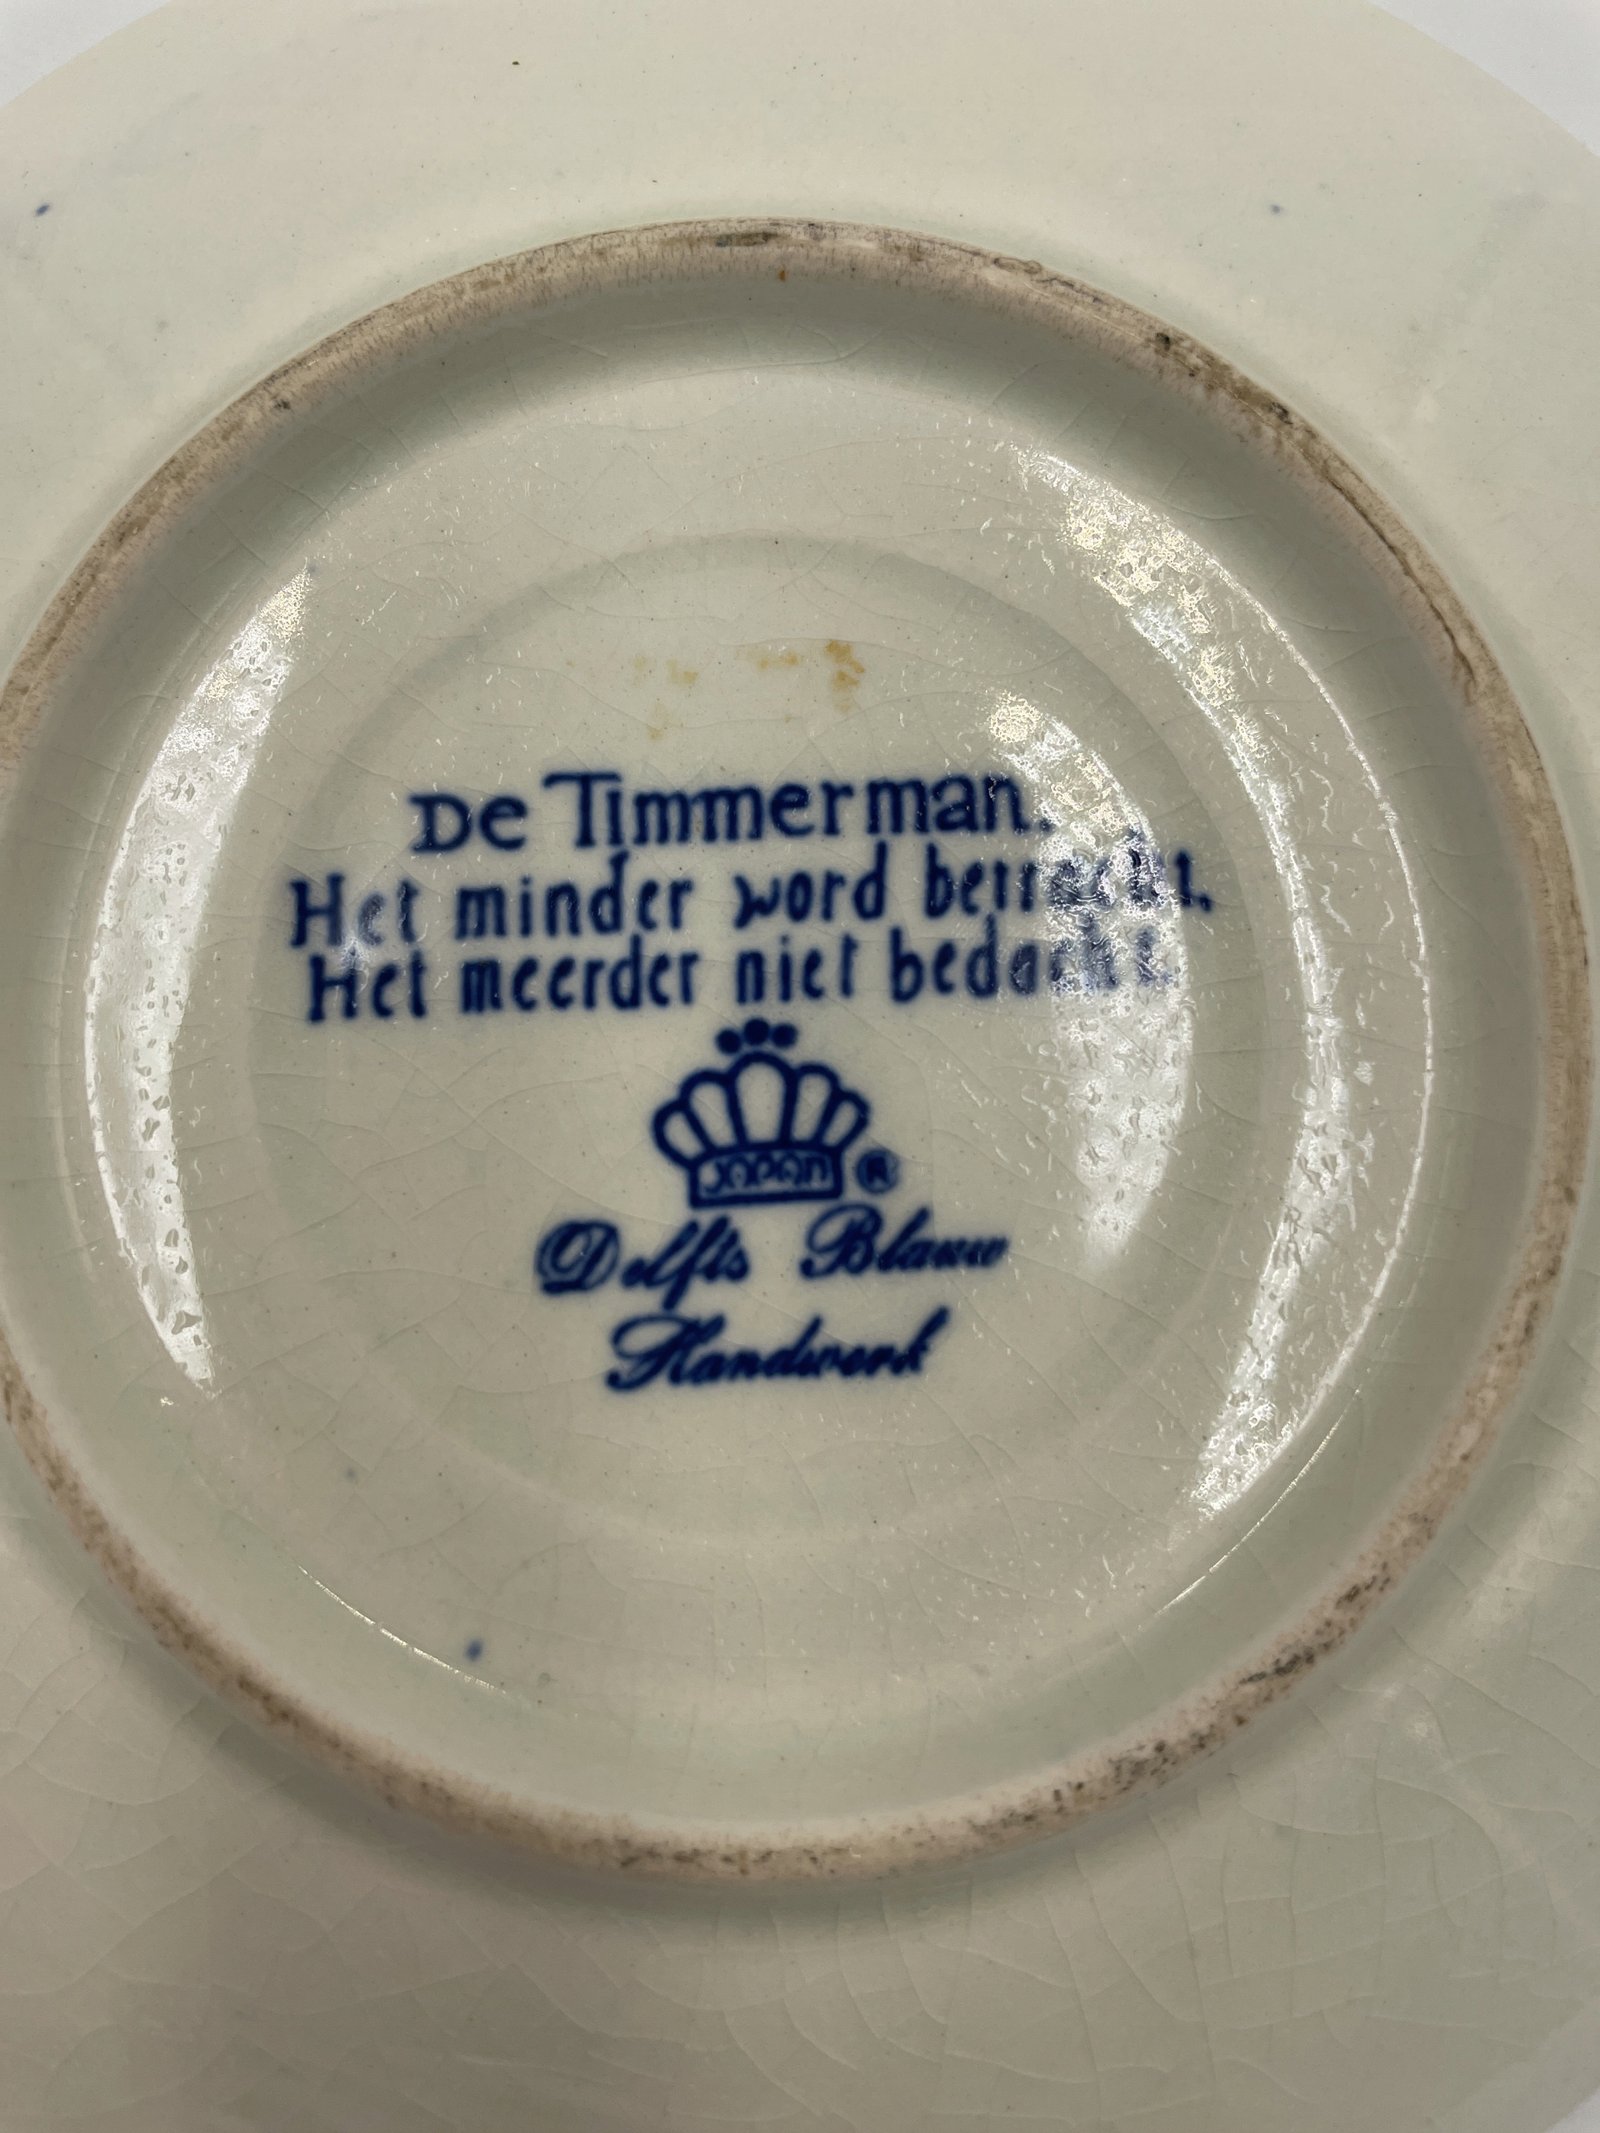 De Timmerman.
Het minder word betracht,
Het meerder niet bedacht.
JAPAN ®
Delfts Blauw
Handwerk